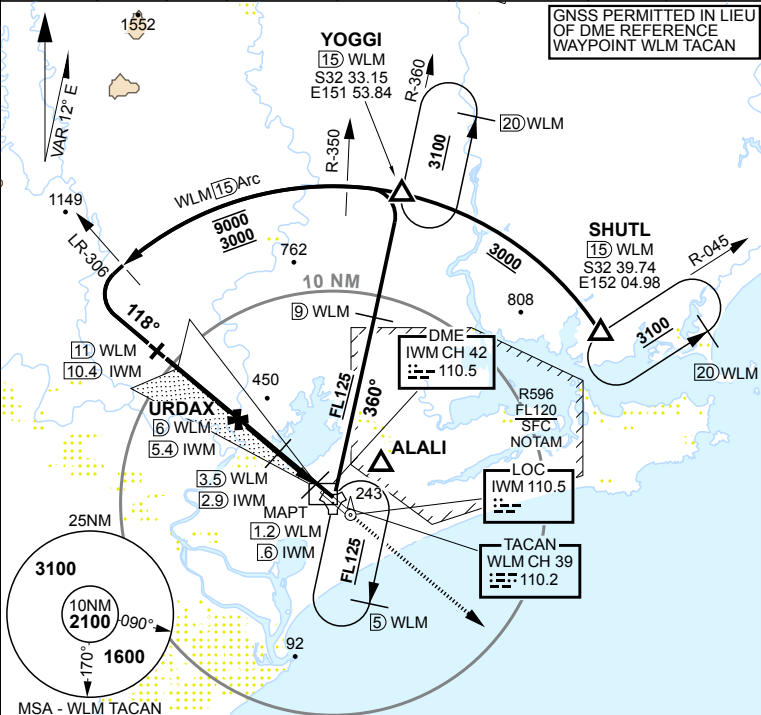 1552
GNSS PERMITTED IN LIEU
OF DME REFERENCE
WAYPOINT WLM TACAN
VAR 12° E
YOGGI
15 WLM
S32 33.15
E151 53.84
R-360
3100
20 WLM
R-350
WLM 15 Arc
9000
3000
1149
LR-306
762
3000
SHUTL
15 WLM
S32 39.74
E152 04.98
R-045
3100
20 WLM
10 NM
808
118°
9 WLM
11 WLM
10.4 IWM
DME
IWM CH 42
110.5
450
FL125
360°
R596
FL120
SFC
NOTAM
URDAX
6 WLM
5.4 IWM
ALALI
3.5 WLM
2.9 IWM
LOC
IWM 110.5
243
MAPT
1.2 WLM
.6 IWM
TACAN
WLM CH 39
110.2
FL125
5 WLM
25NM
3100
10NM
2100
090°
170°
1600
92
MSA - WLM TACAN